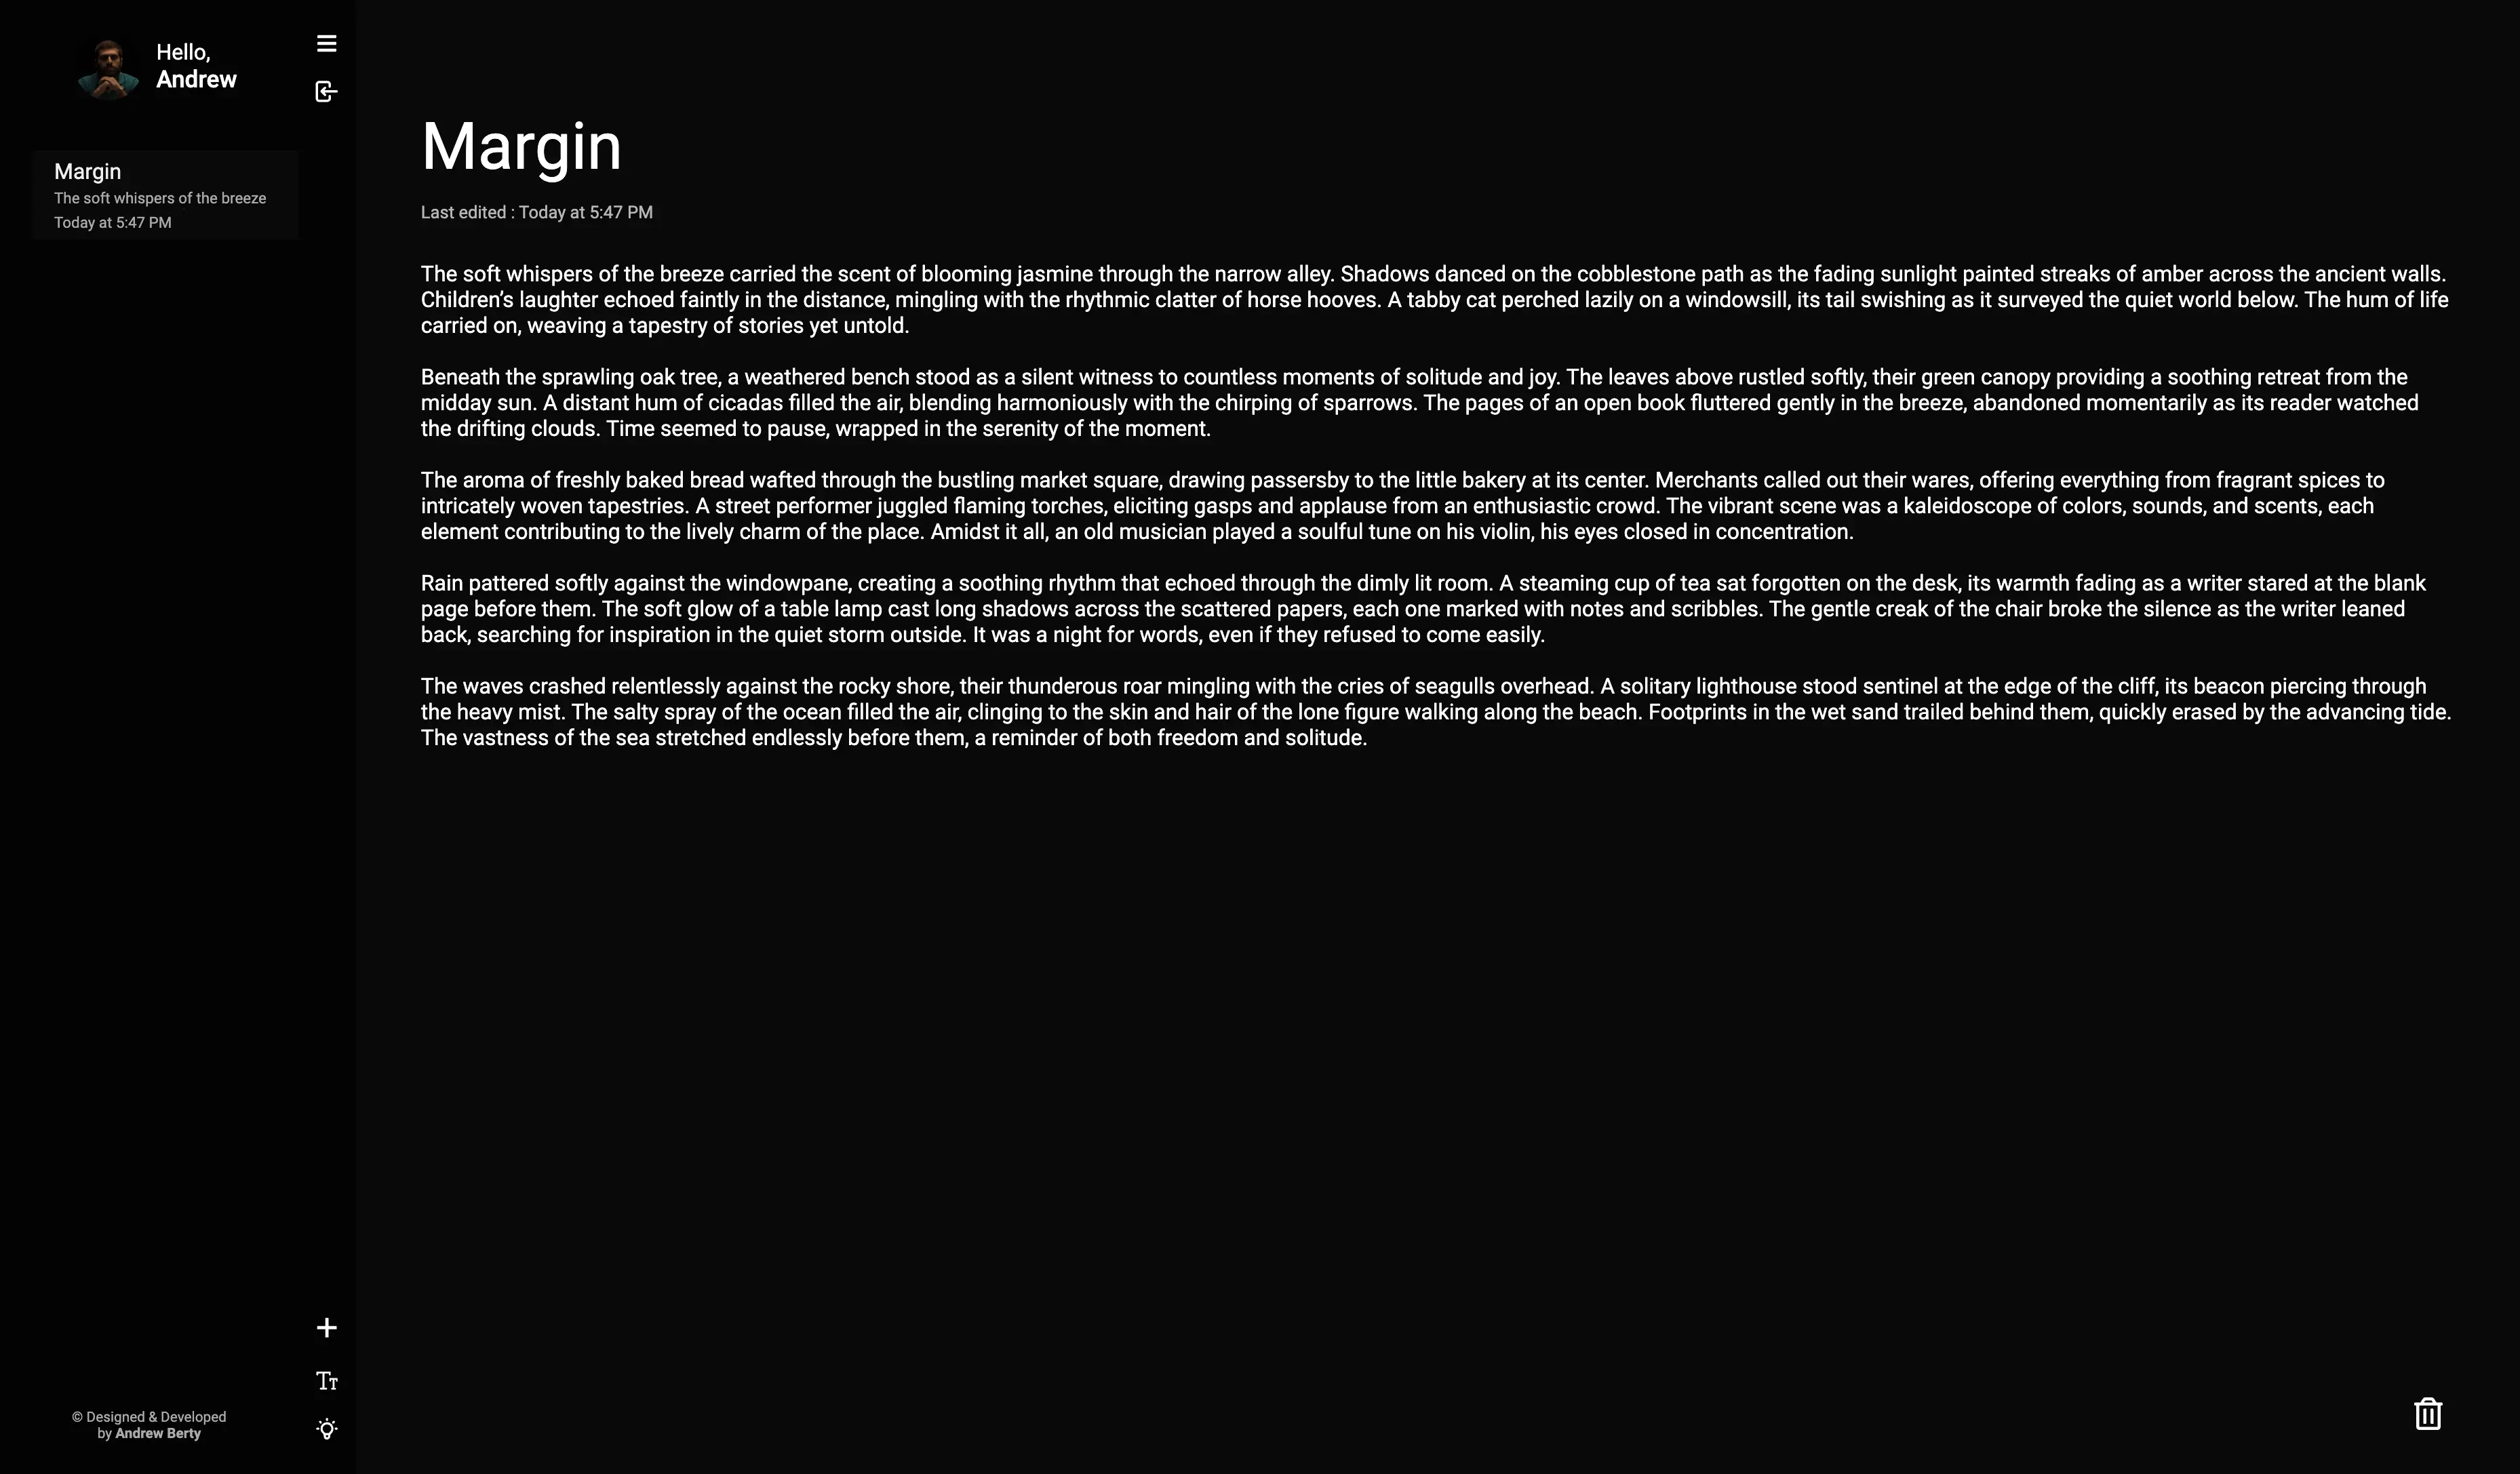 Hello,
Andrew
Margin
The soft whispers of the breeze
Today at 5:47 PM
Margin
Last edited : Today at 5:47 PM
The soft whispers of the breeze carried the scent of blooming jasmine through the narrow alley. Shadows danced on the cobblestone path as the fading sunlight painted streaks of amber across the ancient walls.
Children’s laughter echoed faintly in the distance, mingling with the rhythmic clatter of horse hooves. A tabby cat perched lazily on a windowsill, its tail swishing as it surveyed the quiet world below. The hum of life
carried on, weaving a tapestry of stories yet untold.
Beneath the sprawling oak tree, a weathered bench stood as a silent witness to countless moments of solitude and joy. The leaves above rustled softly, their green canopy providing a soothing retreat from the
midday sun. A distant hum of cicadas filled the air, blending harmoniously with the chirping of sparrows. The pages of an open book fluttered gently in the breeze, abandoned momentarily as its reader watched
the drifting clouds. Time seemed to pause, wrapped in the serenity of the moment.
The aroma of freshly baked bread wafted through the bustling market square, drawing passersby to the little bakery at its center. Merchants called out their wares, offering everything from fragrant spices to
intricately woven tapestries. A street performer juggled flaming torches, eliciting gasps and applause from an enthusiastic crowd. The vibrant scene was a kaleidoscope of colors, sounds, and scents, each
element contributing to the lively charm of the place. Amidst it all, an old musician played a soulful tune on his violin, his eyes closed in concentration.
Rain pattered softly against the windowpane, creating a soothing rhythm that echoed through the dimly lit room. A steaming cup of tea sat forgotten on the desk, its warmth fading as a writer stared at the blank
page before them. The soft glow of a table lamp cast long shadows across the scattered papers, each one marked with notes and scribbles. The gentle creak of the chair broke the silence as the writer leaned
back, searching for inspiration in the quiet storm outside. It was a night for words, even if they refused to come easily.
The waves crashed relentlessly against the rocky shore, their thunderous roar mingling with the cries of seagulls overhead. A solitary lighthouse stood sentinel at the edge of the cliff, its beacon piercing through
the heavy mist. The salty spray of the ocean filled the air, clinging to the skin and hair of the lone figure walking along the beach. Footprints in the wet sand trailed behind them, quickly erased by the advancing tide.
The vastness of the sea stretched endlessly before them, a reminder of both freedom and solitude.
Tт
© Designed & Developed
by Andrew Berty